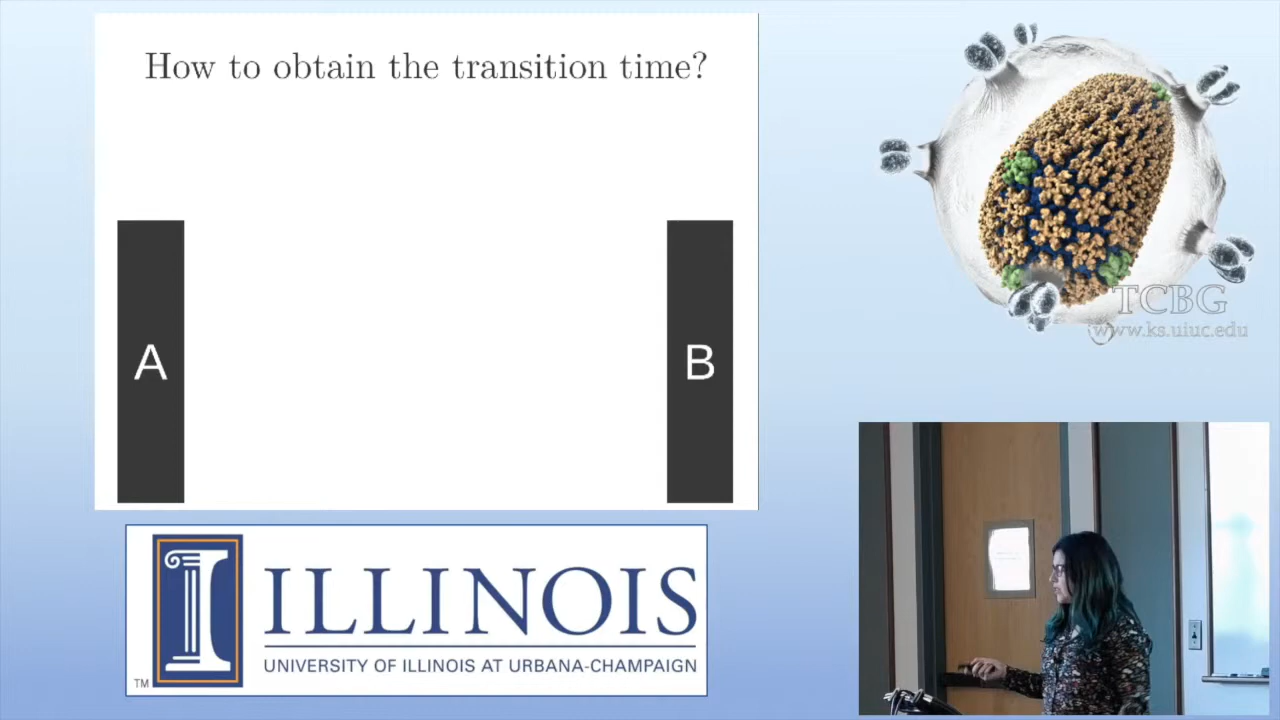 How to obtain the transition time?
A
B
TCBG
www.ks.uiuc.edu
I ILLINOIS
UNIVERSITY OF ILLINOIS AT URBANA-CHAMPAIGN
TM